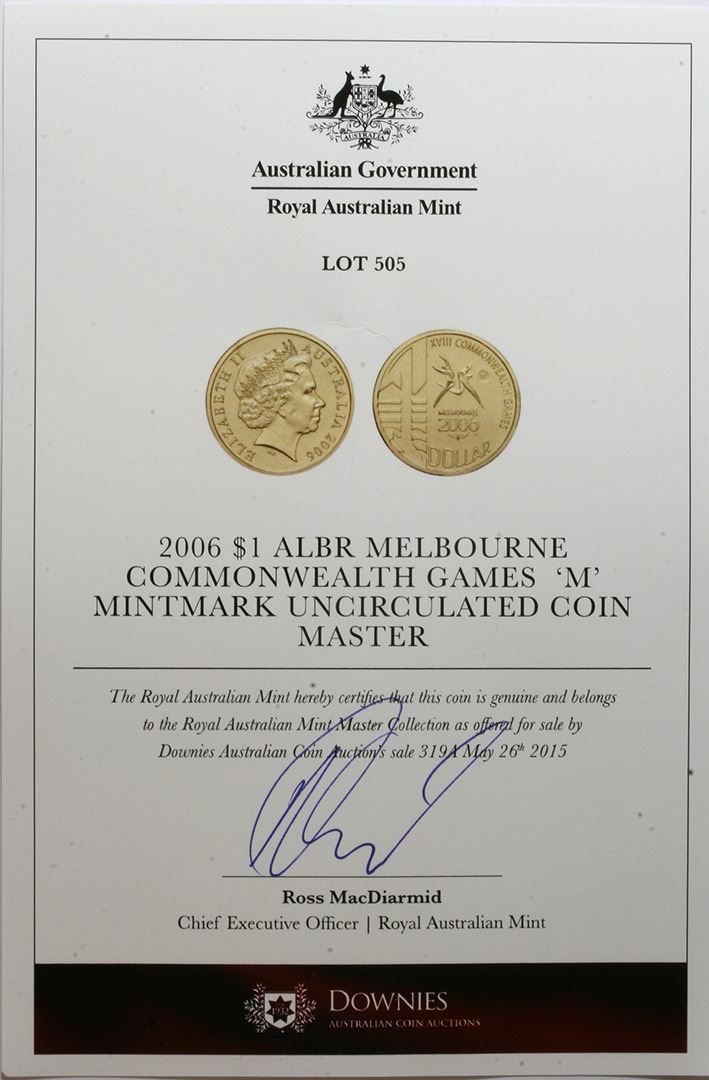 AUSTRALIA
Australian Government
Royal Australian Mint
LOT 505
ELIZABETH II AUSTRALIA 2006
XVIII COMMONWEALTH GAMES
MELBOURNE
2006
DOLLAR
2006 $1 ALBR MELBOURNE
COMMONWEALTH GAMES ‘M’
MINTMARK UNCIRCULATED COIN
MASTER
The Royal Australian Mint hereby certifies that this coin is genuine and belongs
to the Royal Australian Mint Master Collection as offered for sale by
Downies Australian Coin Auction's sale 319A May 26th 2015
Ross MacDiarmid
Chief Executive Officer | Royal Australian Mint
DOWNIES
AUSTRALIAN COIN AUCTIONS